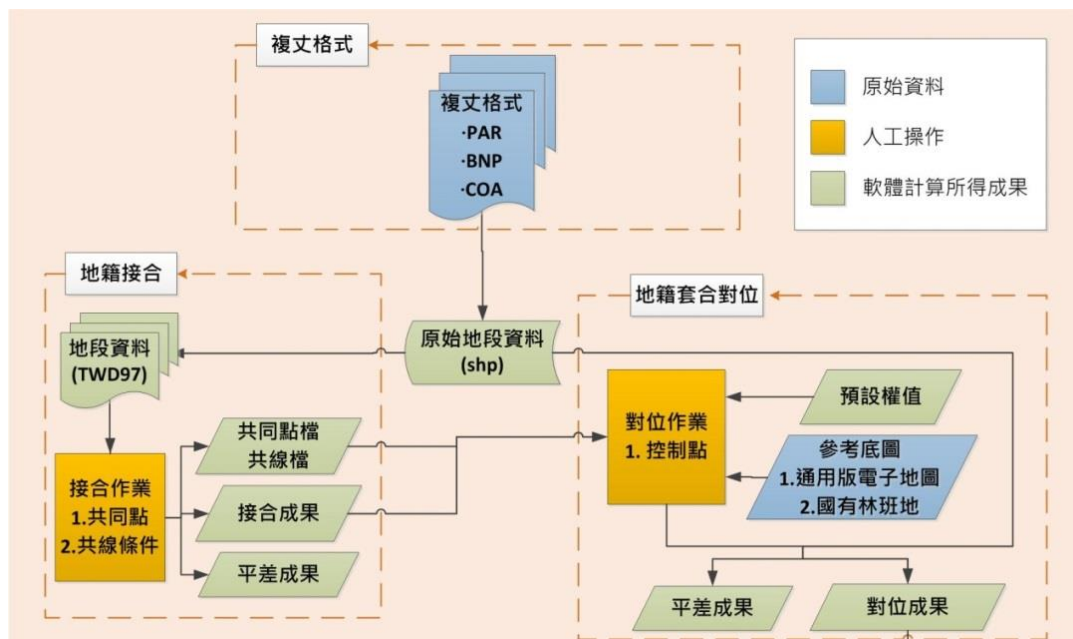 複丈格式
複丈格式
·PAR
·BNP
·COA
原始資料
人工操作
軟體計算所得成果
地籍接合
地段資料
(TWD97)
原始地段資料
(shp)
接合作業
1.共同點
2.共線條件
共同點檔
共線檔
接合成果
平差成果
地籍套合對位
對位作業
1. 控制點
預設權值
參考底圖
1.通用版電子地圖
2.國有林班地
平差成果
對位成果